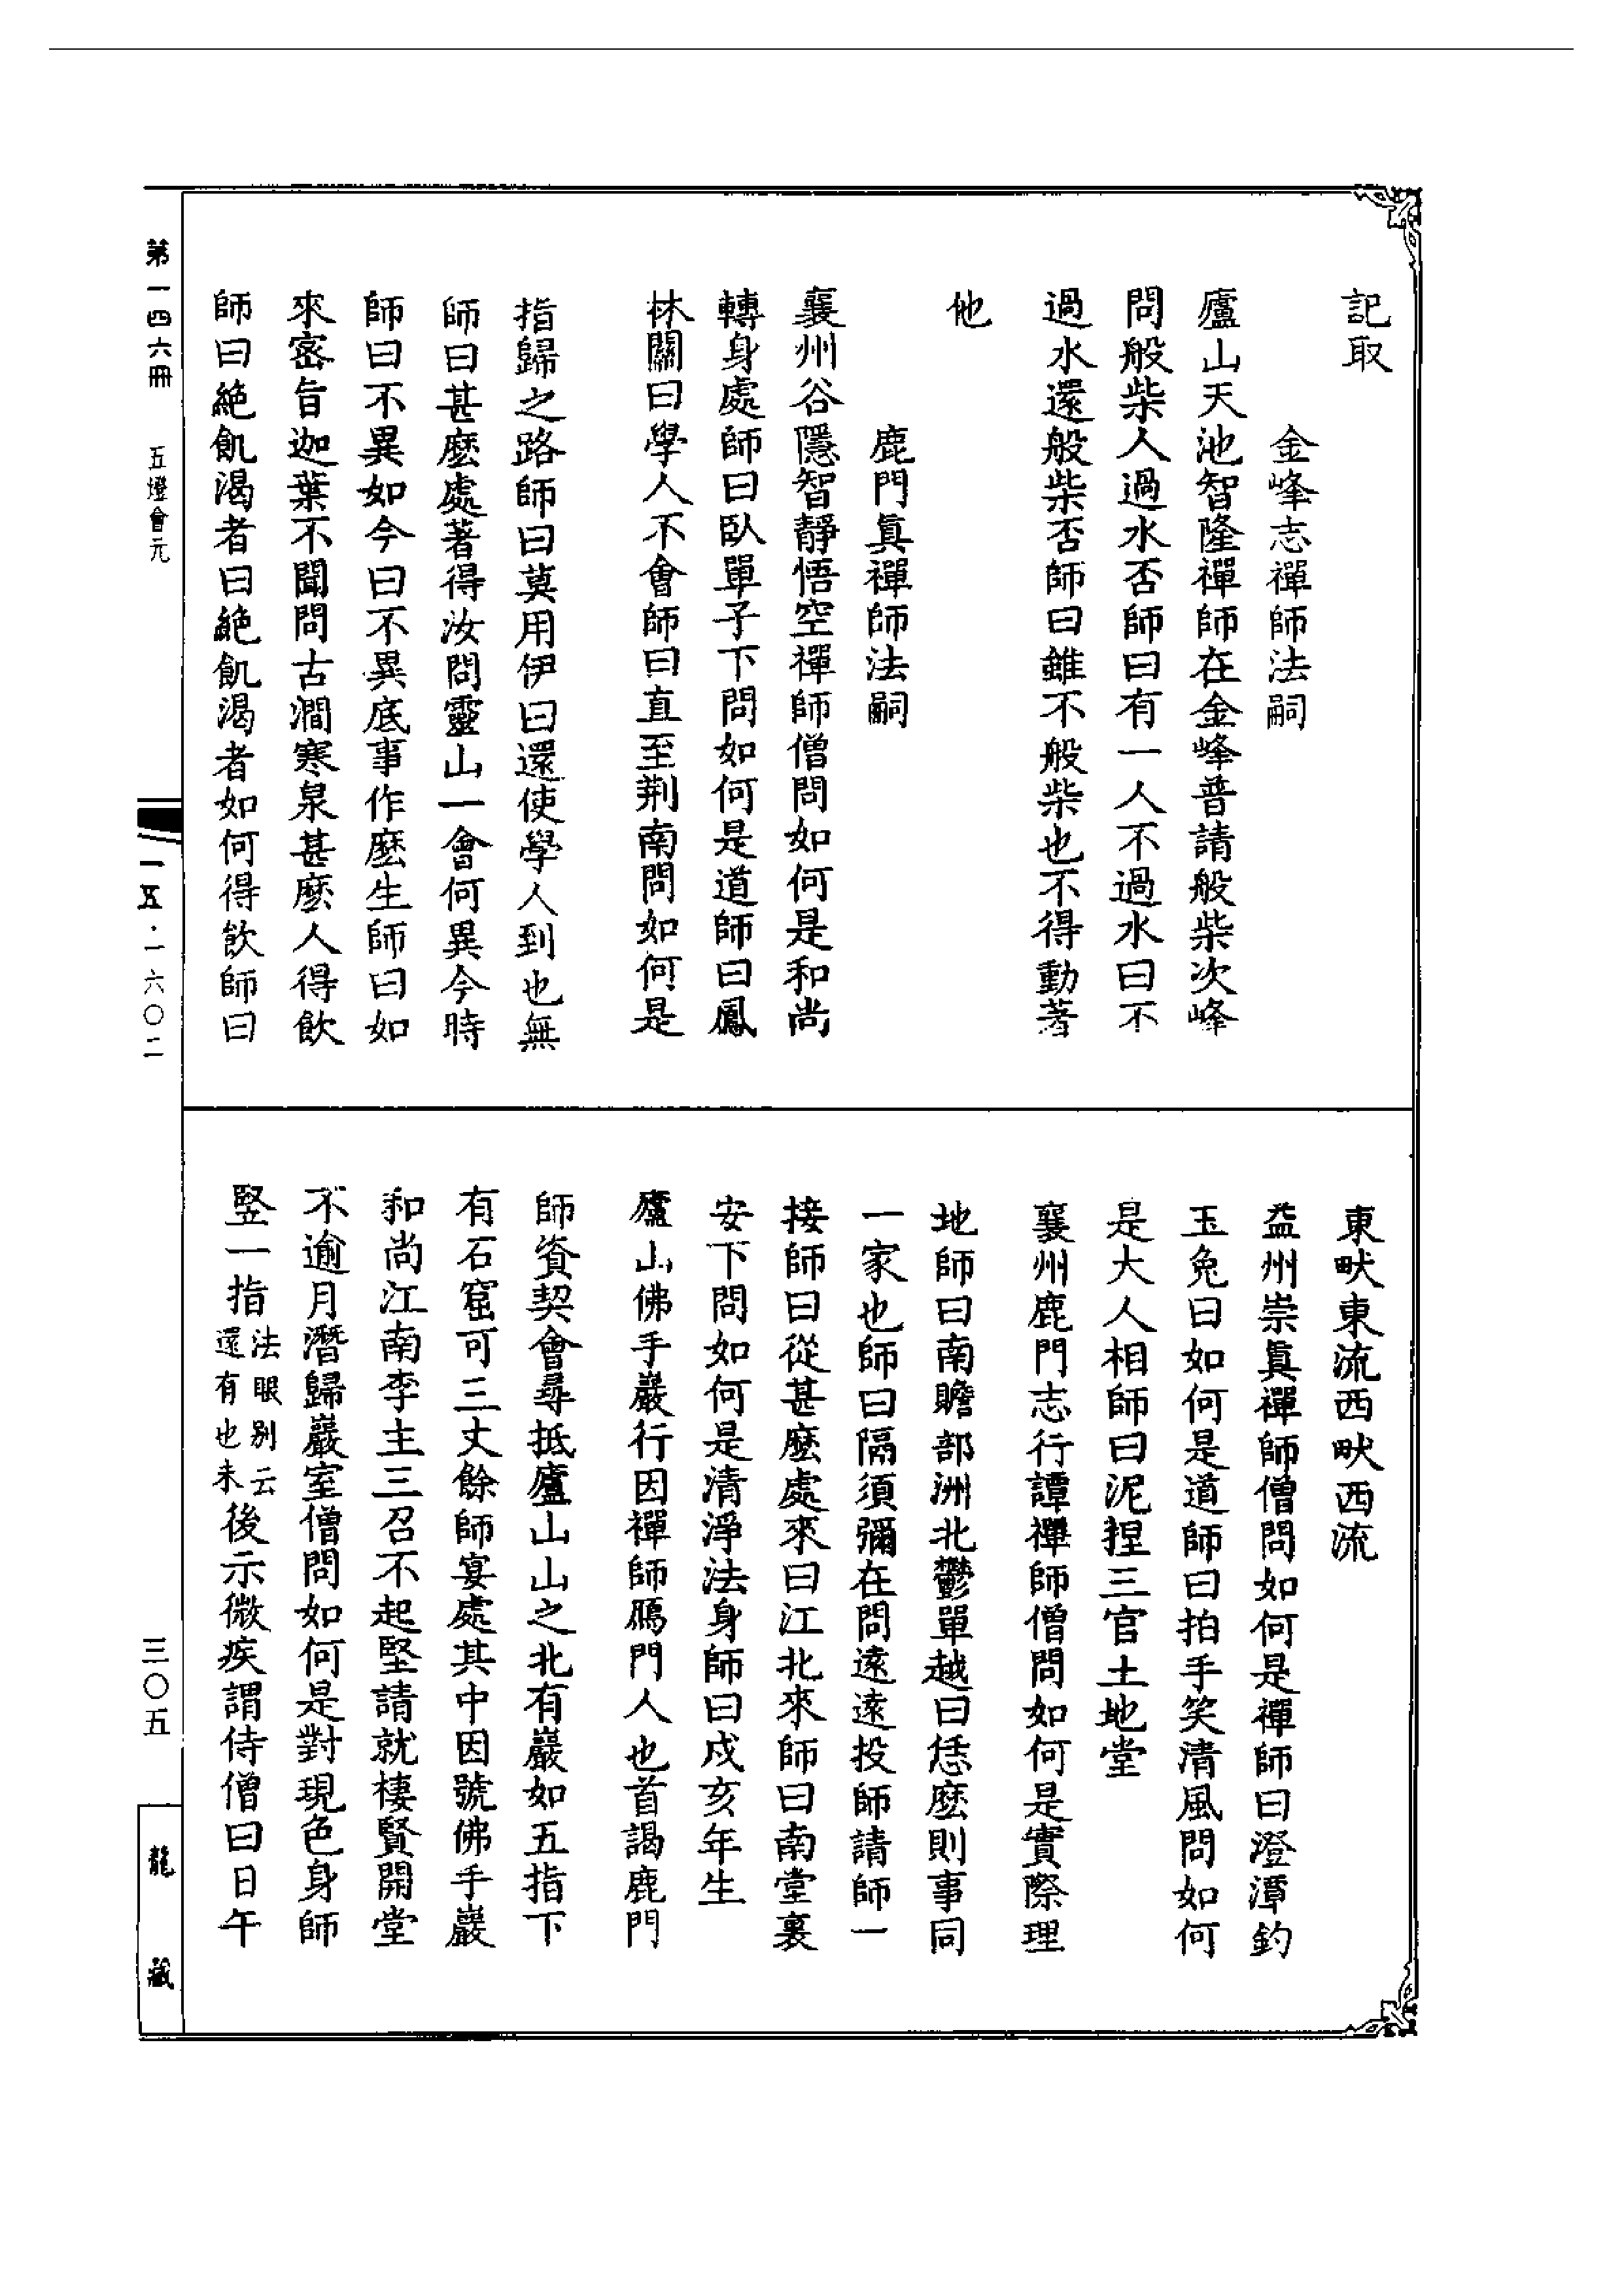 記取
金峰志禪師法嗣
廬山天池智隆禪師在金峰普請般柴次峰
問般柴人過水否師曰有一人不過水曰不
過水還般柴否師曰雖不般柴也不得動著
他
鹿門眞禪師法嗣
襄州谷隱智靜悟空禪師僧問如何是和尚
轉身處師曰臥單子下問如何是道師曰鳳
林關曰學人不會師曰直至荆南問如何是
指歸之路師曰莫用伊曰還使學人到也無
師曰甚麽處著得汝問靈山一會何異今時
師曰不異如今曰不異底事作麽生師曰如
來密旨迦葉不聞問古澗寒泉甚麽人得飲
師曰絶飢渴者曰絶飢渴者如何得飲師曰
東畎東流西畎西流
益州崇眞禪師僧問如何是禪師曰澄潭釣
玉兔曰如何是道師曰拍手笑清風問如何
是大人相師曰泥捏三官土地堂
襄州鹿門志行譚禪師僧問如何是實際理
地師曰南贍部洲北鬱單越曰恁麽則事同
一家也師曰隔須彌在問遠遠投師請師一
接師曰從甚麽處來曰江北來師曰南堂裏
安下問如何是清淨法身師曰戌亥年生
廬山佛手巖行因禪師鴈門人也首謁鹿門
師資契會尋抵廬山山之北有巖如五指下
有石窟可三丈餘師宴處其中因號佛手巖
和尚江南李主三召不起堅請就棲賢開堂
不逾月潛歸巖室僧問如何是對現色身師
竪一指法眼別云還有也未後示微疾謂侍僧曰日午
第一四六冊 五燈會元 一五·一六〇二 三〇五 龍藏